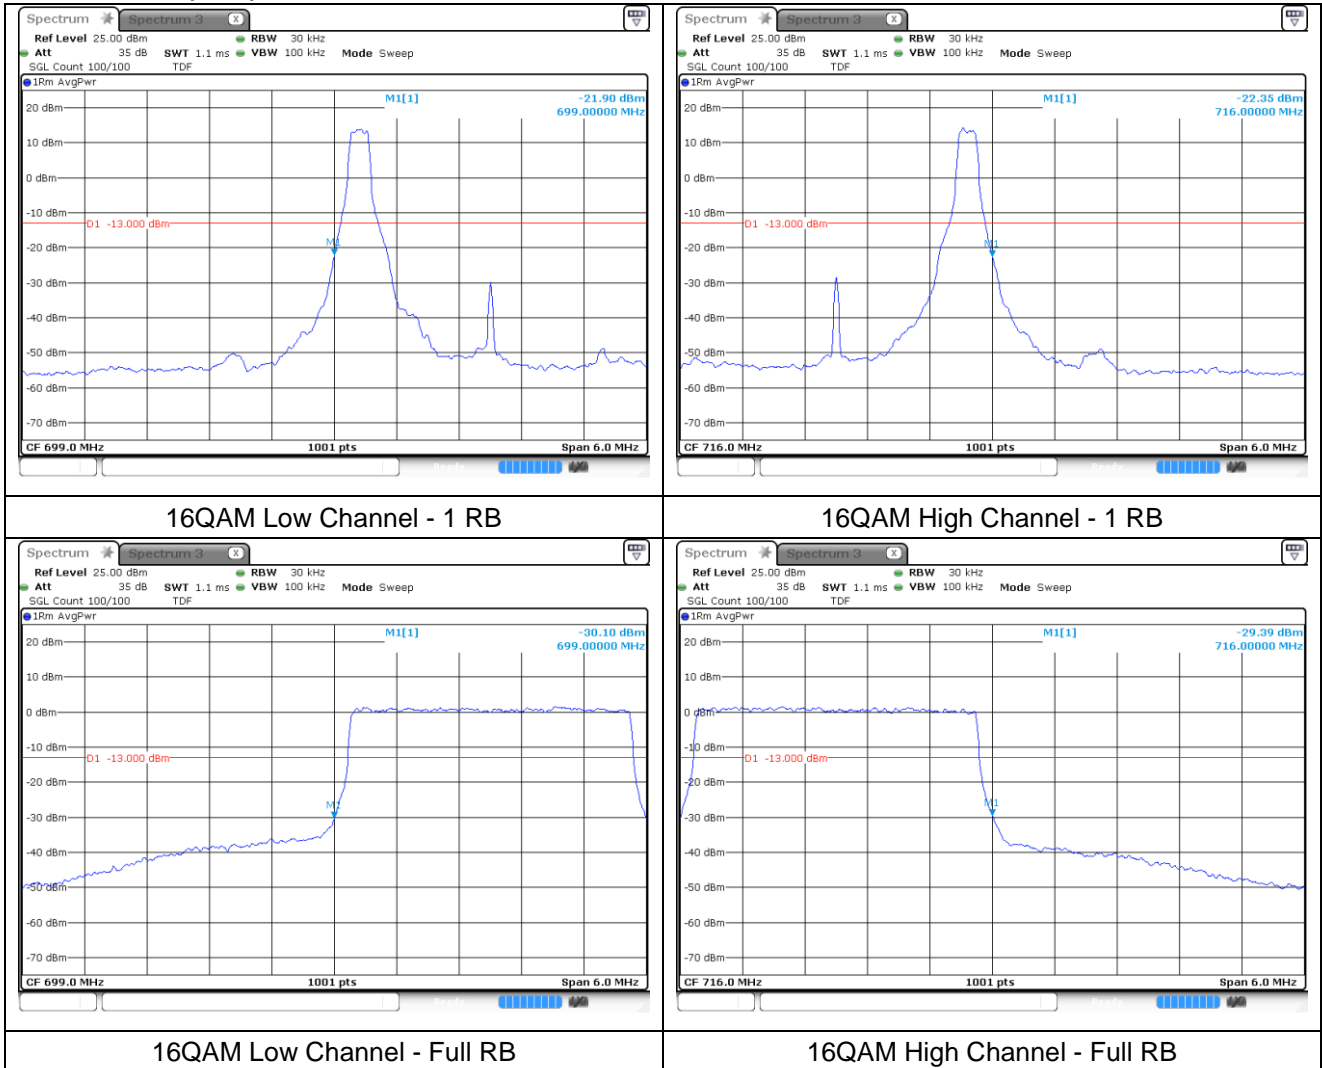 Spectrum Spectrum 3 X
Ref Level 25.00 dBm RBW 30 kHz
Att 35 dB SWT 1.1 ms VBW 100 kHz Mode Sweep
SGL Count 100/100 TDF
1Rm AvgPwr
M1[1] -21.90 dBm
699.00000 MHz
20 dBm
10 dBm
0 dBm
-10 dBm
D1 -13.000 dBm
M1
-20 dBm
-30 dBm
-40 dBm
-50 dBm
-60 dBm
-70 dBm
CF 699.0 MHz 1001 pts Span 6.0 MHz
Ready
16QAM Low Channel - 1 RB
Spectrum Spectrum 3 X
Ref Level 25.00 dBm RBW 30 kHz
Att 35 dB SWT 1.1 ms VBW 100 kHz Mode Sweep
SGL Count 100/100 TDF
1Rm AvgPwr
M1[1] -22.35 dBm
716.00000 MHz
20 dBm
10 dBm
0 dBm
-10 dBm
D1 -13.000 dBm
M1
-20 dBm
-30 dBm
-40 dBm
-50 dBm
-60 dBm
-70 dBm
CF 716.0 MHz 1001 pts Span 6.0 MHz
Ready
16QAM High Channel - 1 RB
Spectrum Spectrum 3 X
Ref Level 25.00 dBm RBW 30 kHz
Att 35 dB SWT 1.1 ms VBW 100 kHz Mode Sweep
SGL Count 100/100 TDF
1Rm AvgPwr
M1[1] -30.10 dBm
699.00000 MHz
20 dBm
10 dBm
0 dBm
-10 dBm
D1 -13.000 dBm
-20 dBm
M1
-30 dBm
-40 dBm
-50 dBm
-60 dBm
-70 dBm
CF 699.0 MHz 1001 pts Span 6.0 MHz
Ready
16QAM Low Channel - Full RB
Spectrum Spectrum 3 X
Ref Level 25.00 dBm RBW 30 kHz
Att 35 dB SWT 1.1 ms VBW 100 kHz Mode Sweep
SGL Count 100/100 TDF
1Rm AvgPwr
M1[1] -29.39 dBm
716.00000 MHz
20 dBm
10 dBm
0 dBm
-10 dBm
D1 -13.000 dBm
-20 dBm
M1
-30 dBm
-40 dBm
-50 dBm
-60 dBm
-70 dBm
CF 716.0 MHz 1001 pts Span 6.0 MHz
Ready
16QAM High Channel - Full RB